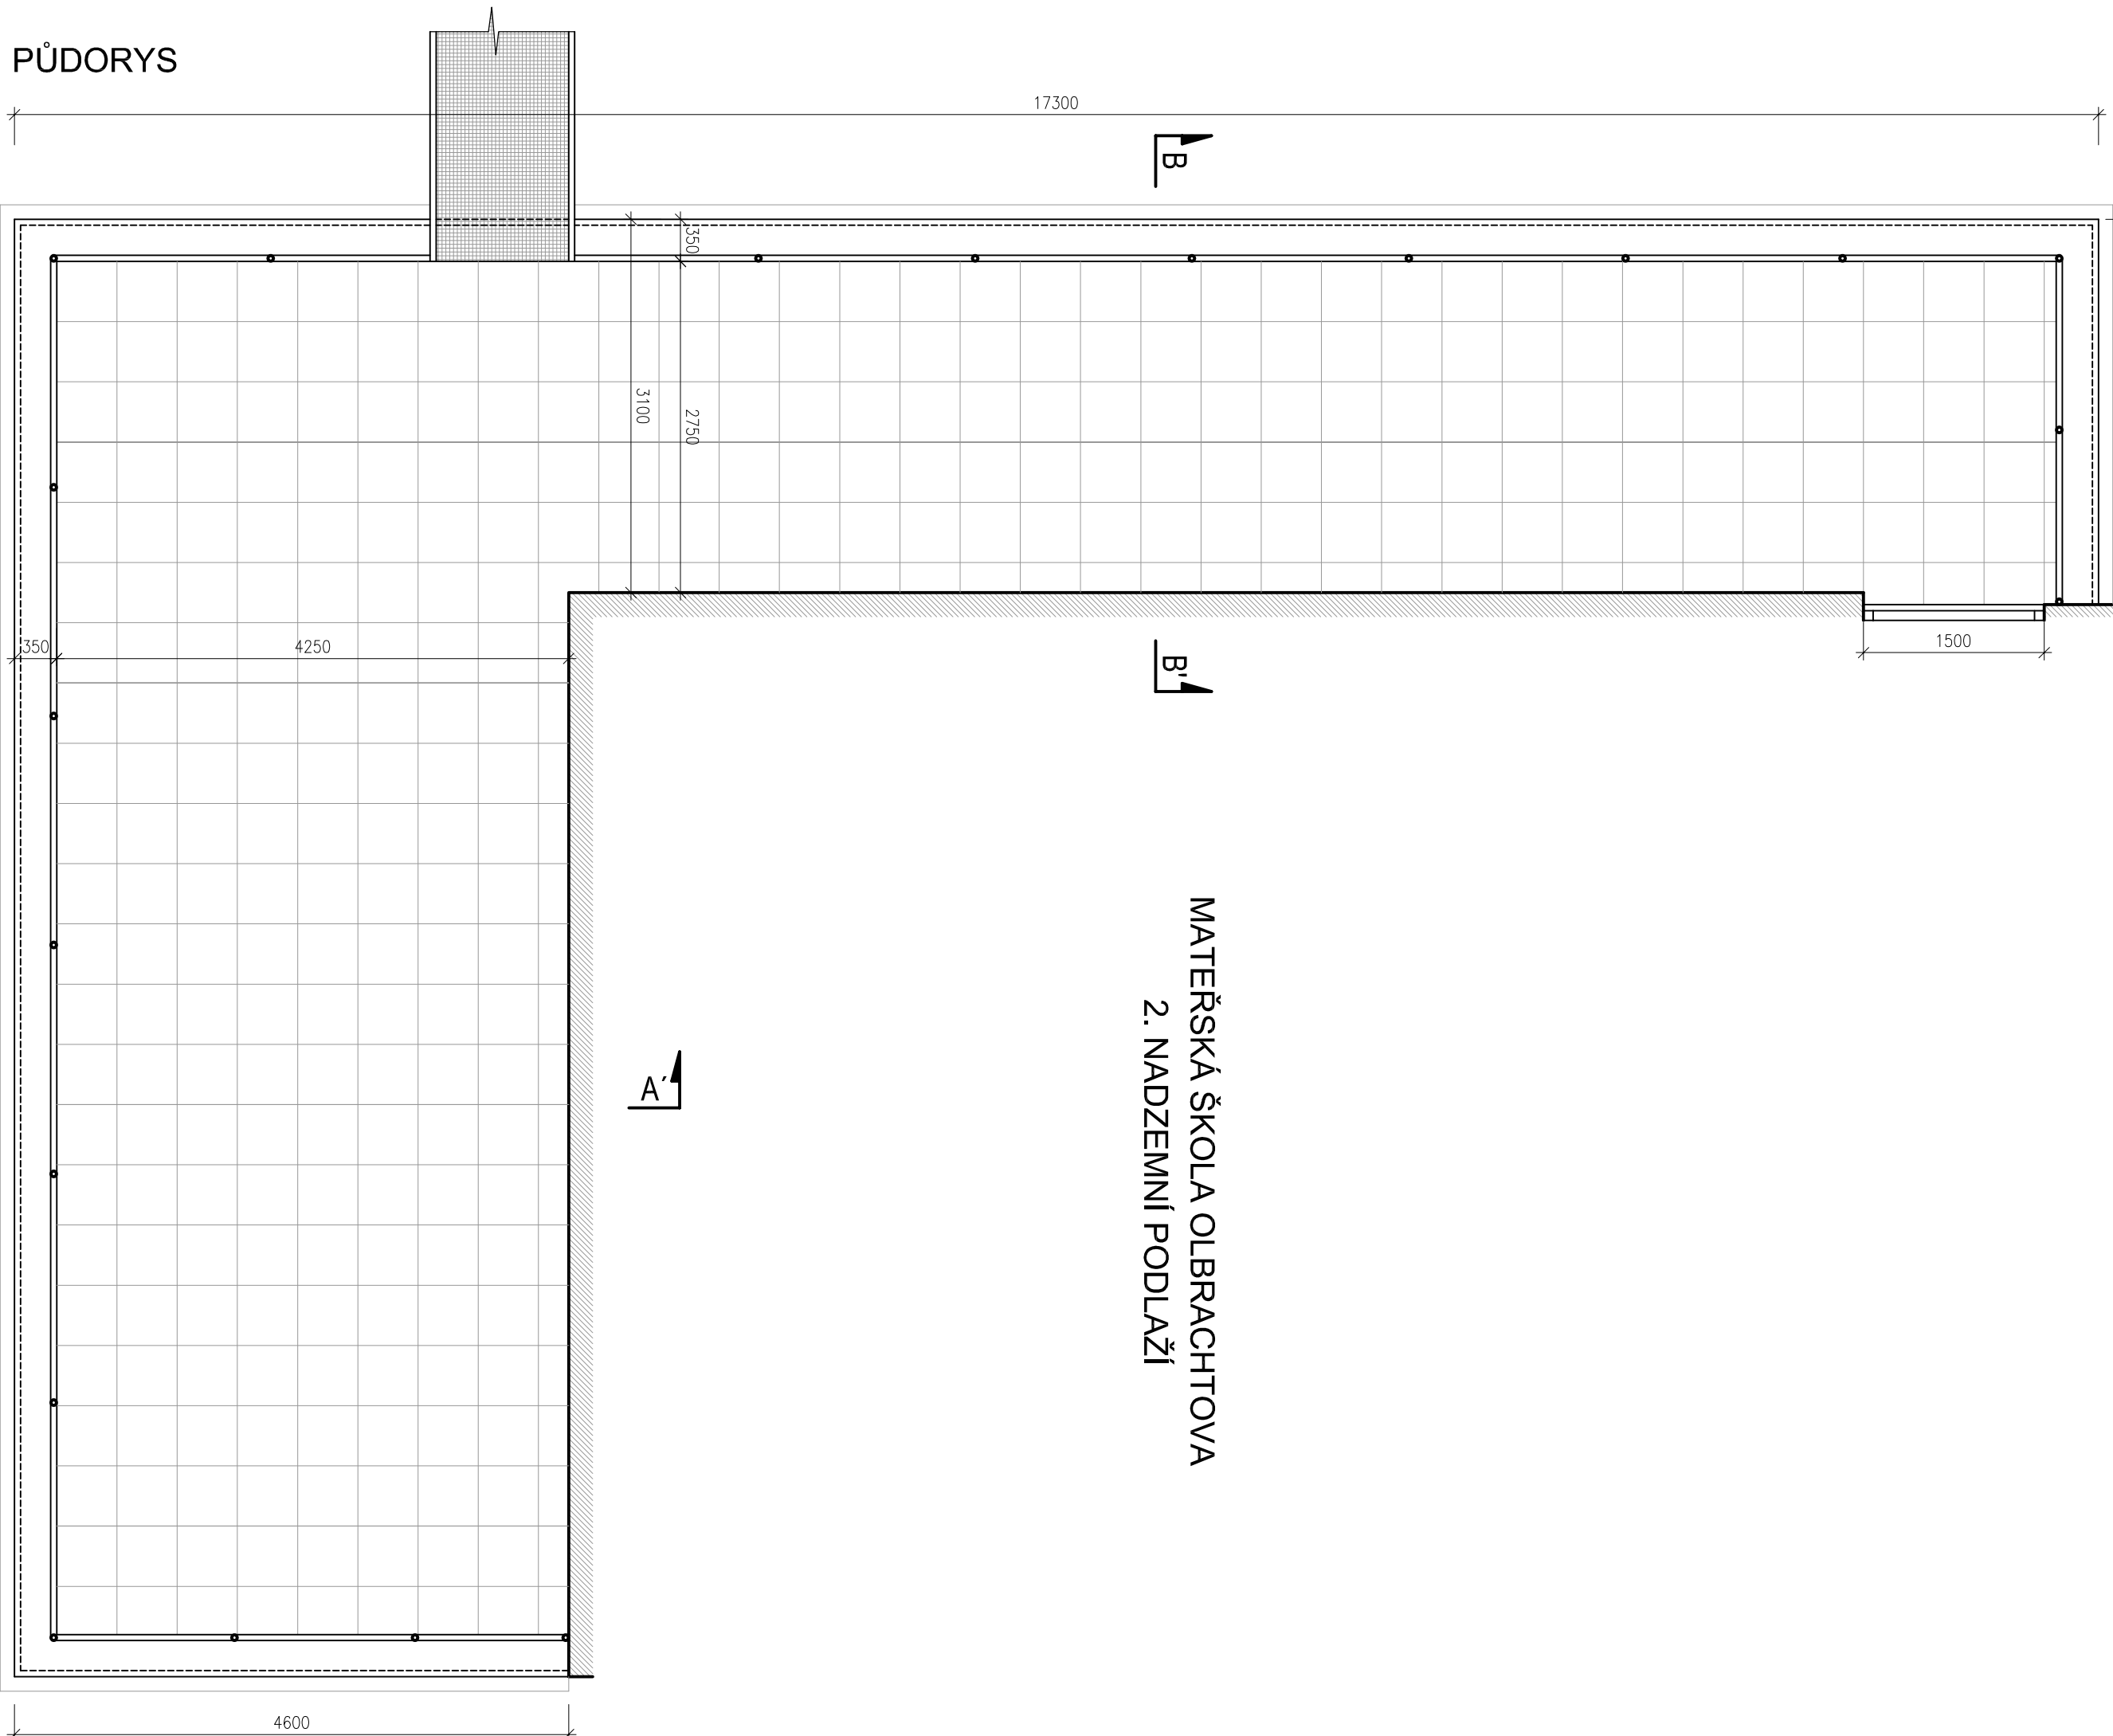 PŮDORYS
17300
B
350
3100
2750
350
4250
1500
B'
A´
MATEŘSKÁ ŠKOLA OLBRACHTOVA
2. NADZEMNÍ PODLAŽÍ
4600